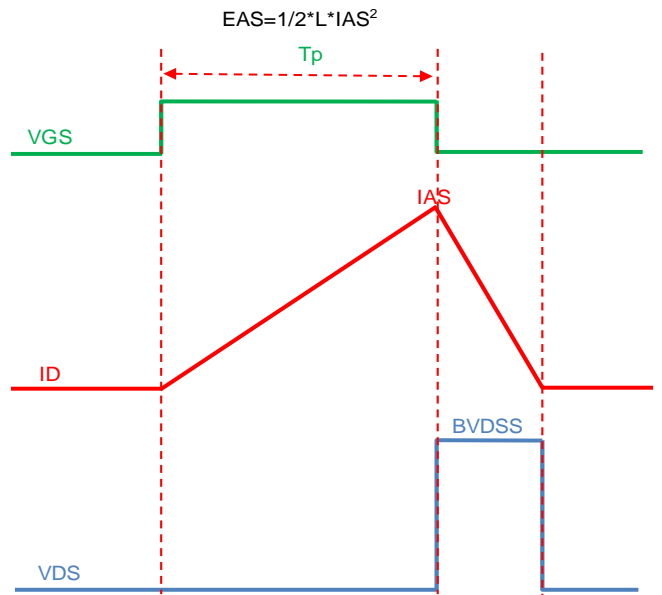 EAS=1/2*L*IAS²
Tp
VGS
IAS
ID
BVDSS
VDS